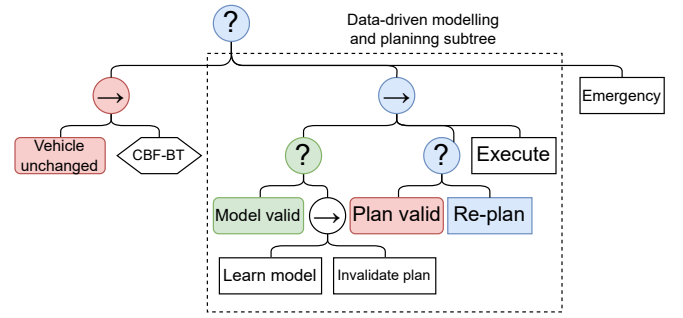 ?
Data-driven modelling
and planinng subtree
→
→
Emergency
Vehicle
unchanged
CBF-BT
?
?
Execute
Model valid
→
Plan valid
Re-plan
Learn model
Invalidate plan